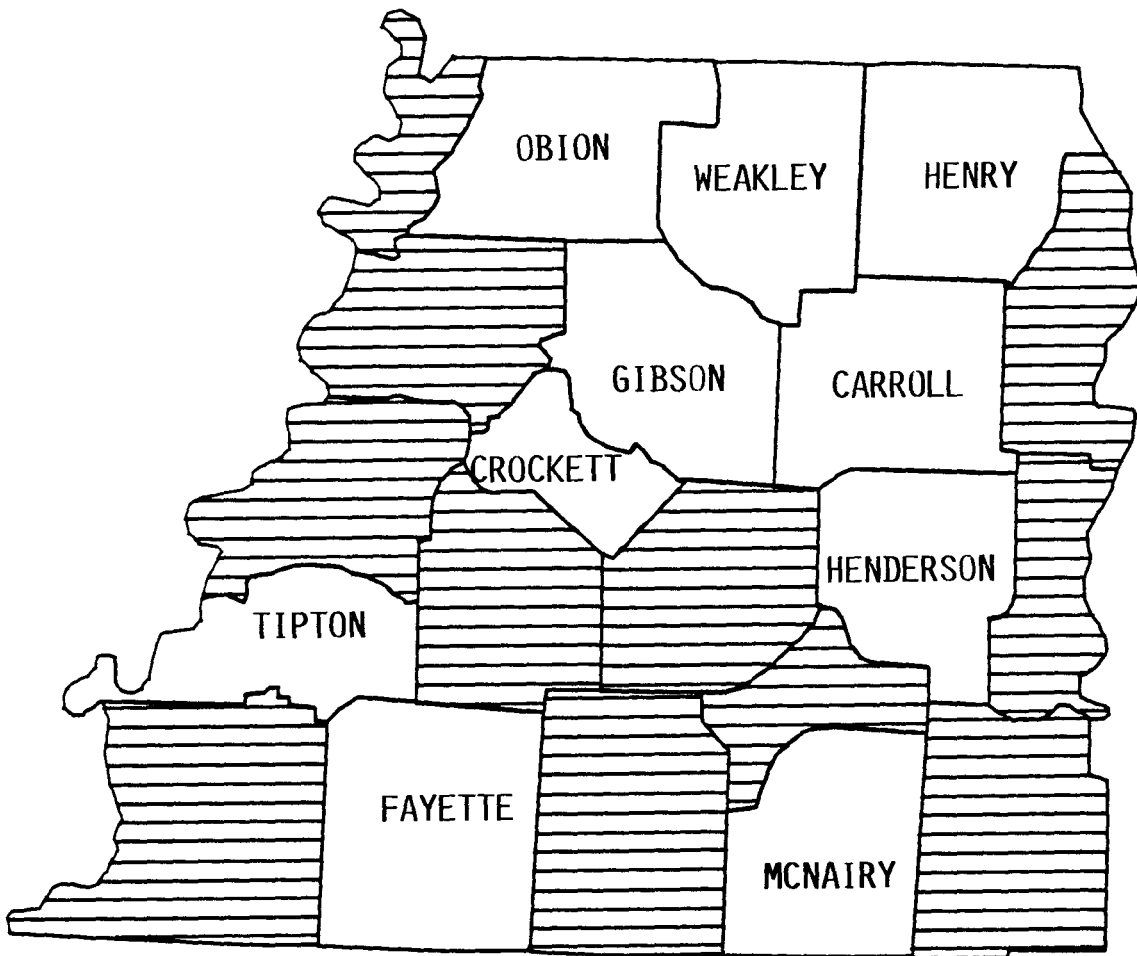 OBION
WEAKLEY
HENRY
GIBSON
CARROLL
CROCKETT
HENDERSON
TIPTON
FAYETTE
MCNAIRY